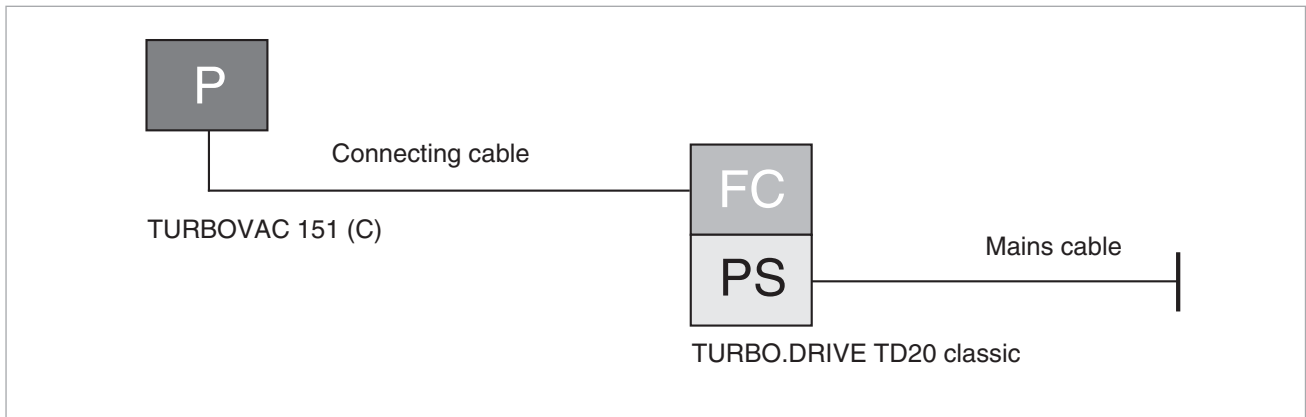 P
Connecting cable
FC
TURBOVAC 151 (C)
Mains cable
PS
TURBO.DRIVE TD20 classic